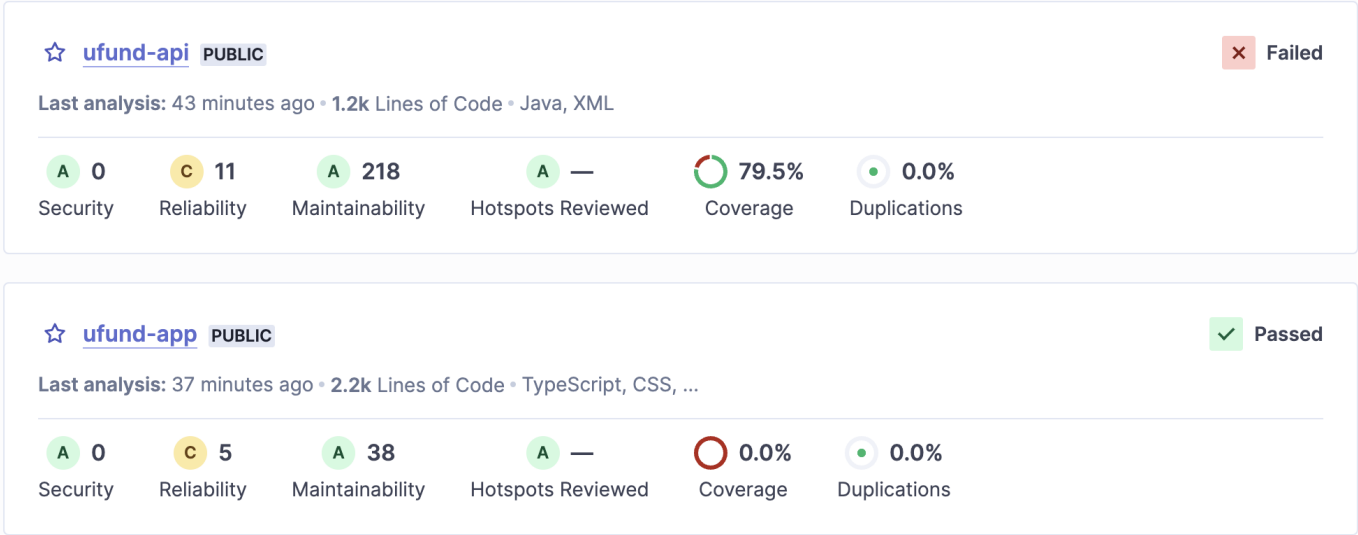 ufund-api PUBLIC Failed
Last analysis: 43 minutes ago • 1.2k Lines of Code • Java, XML
A 0 C 11 A 218 A — 79.5% 0.0%
Security Reliability Maintainability Hotspots Reviewed Coverage Duplications
ufund-app PUBLIC Passed
Last analysis: 37 minutes ago • 2.2k Lines of Code • TypeScript, CSS, ...
A 0 C 5 A 38 A — 0.0% 0.0%
Security Reliability Maintainability Hotspots Reviewed Coverage Duplications